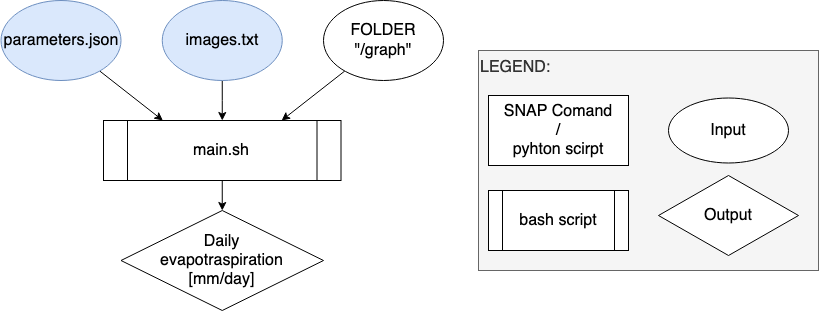 parameters.json
images.txt
FOLDER
"/graph"
main.sh
Daily
evapotraspiration
[mm/day]
LEGEND:
SNAP Comand
/
pyhton scirpt
Input
bash script
Output